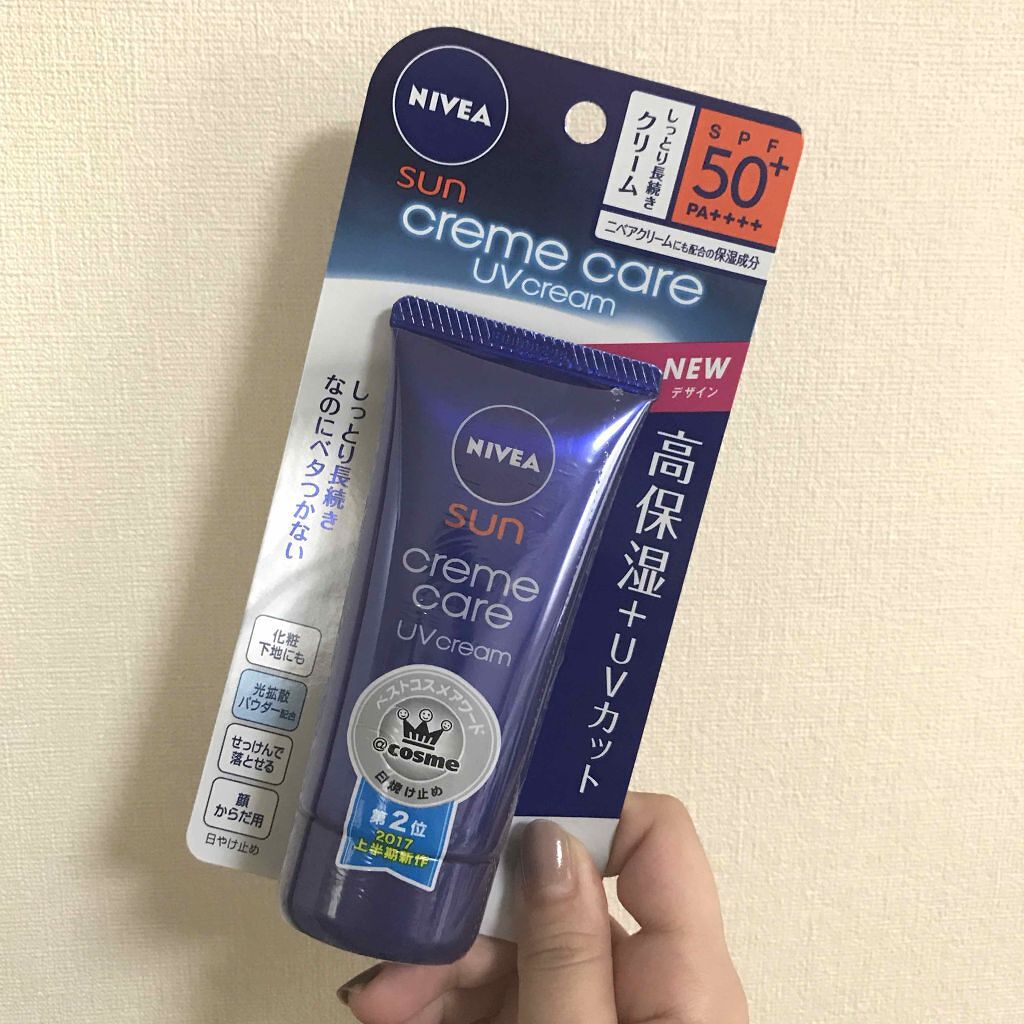 NIVEA
sun
creme care
UVcream
しっとり長続き
クリーム
SPF
50+
PA++++
ニベアクリームにも配合の保湿成分
NEW
デザイン
高保湿+UVカット
しっとり長続き
なのにベタつかない
NIVEA
sun
creme
care
UVcream
化粧
下地にも
光拡散
パウダー配合
せっけんで
落とせる
顔
からだ用
日やけ止め
ベストコスメアワード
@cosme
日焼け止め
第2位
2017
上半期新作